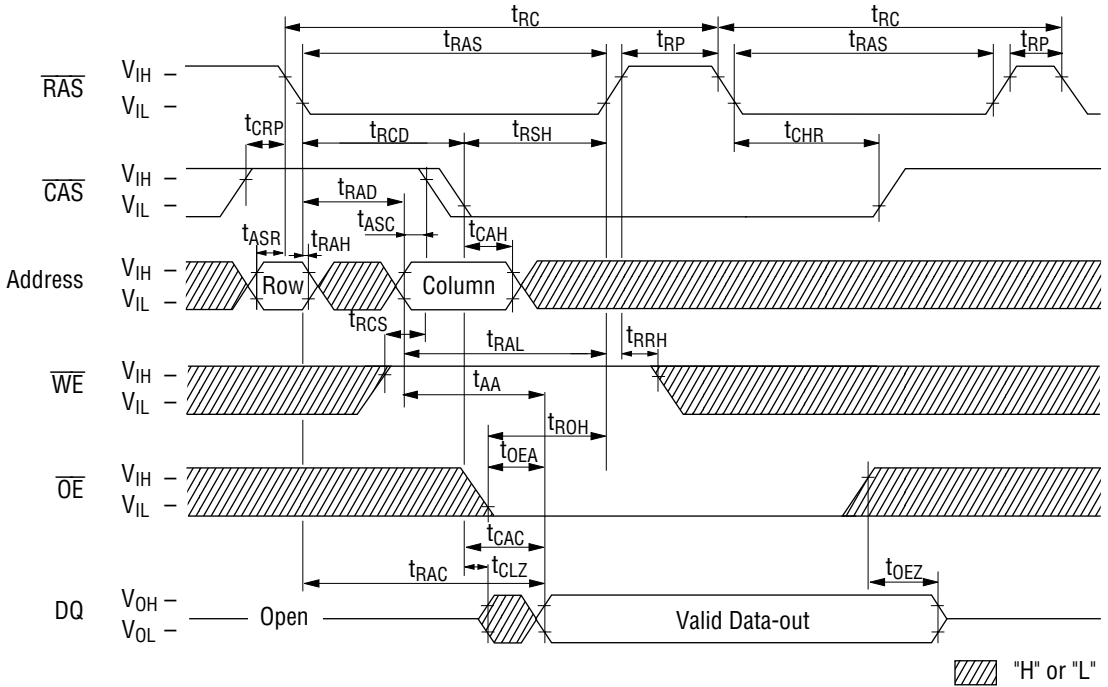 tRC tRC
tRAS tRP tRAS tRP
RAS VIH – VIL –
tCRP tRCD tRSH tCHR
CAS VIH – VIL –
tRAD
tASC
tASR tRAH tCAH
Address VIH – VIL – Row Column
tRCS tRAL tRRH
WE VIH – VIL –
tAA
tROH
tOEA
OE VIH – VIL –
tCAC
tRAC tCLZ tOEZ
DQ VOH – VOL – Open Valid Data-out
"H" or "L"